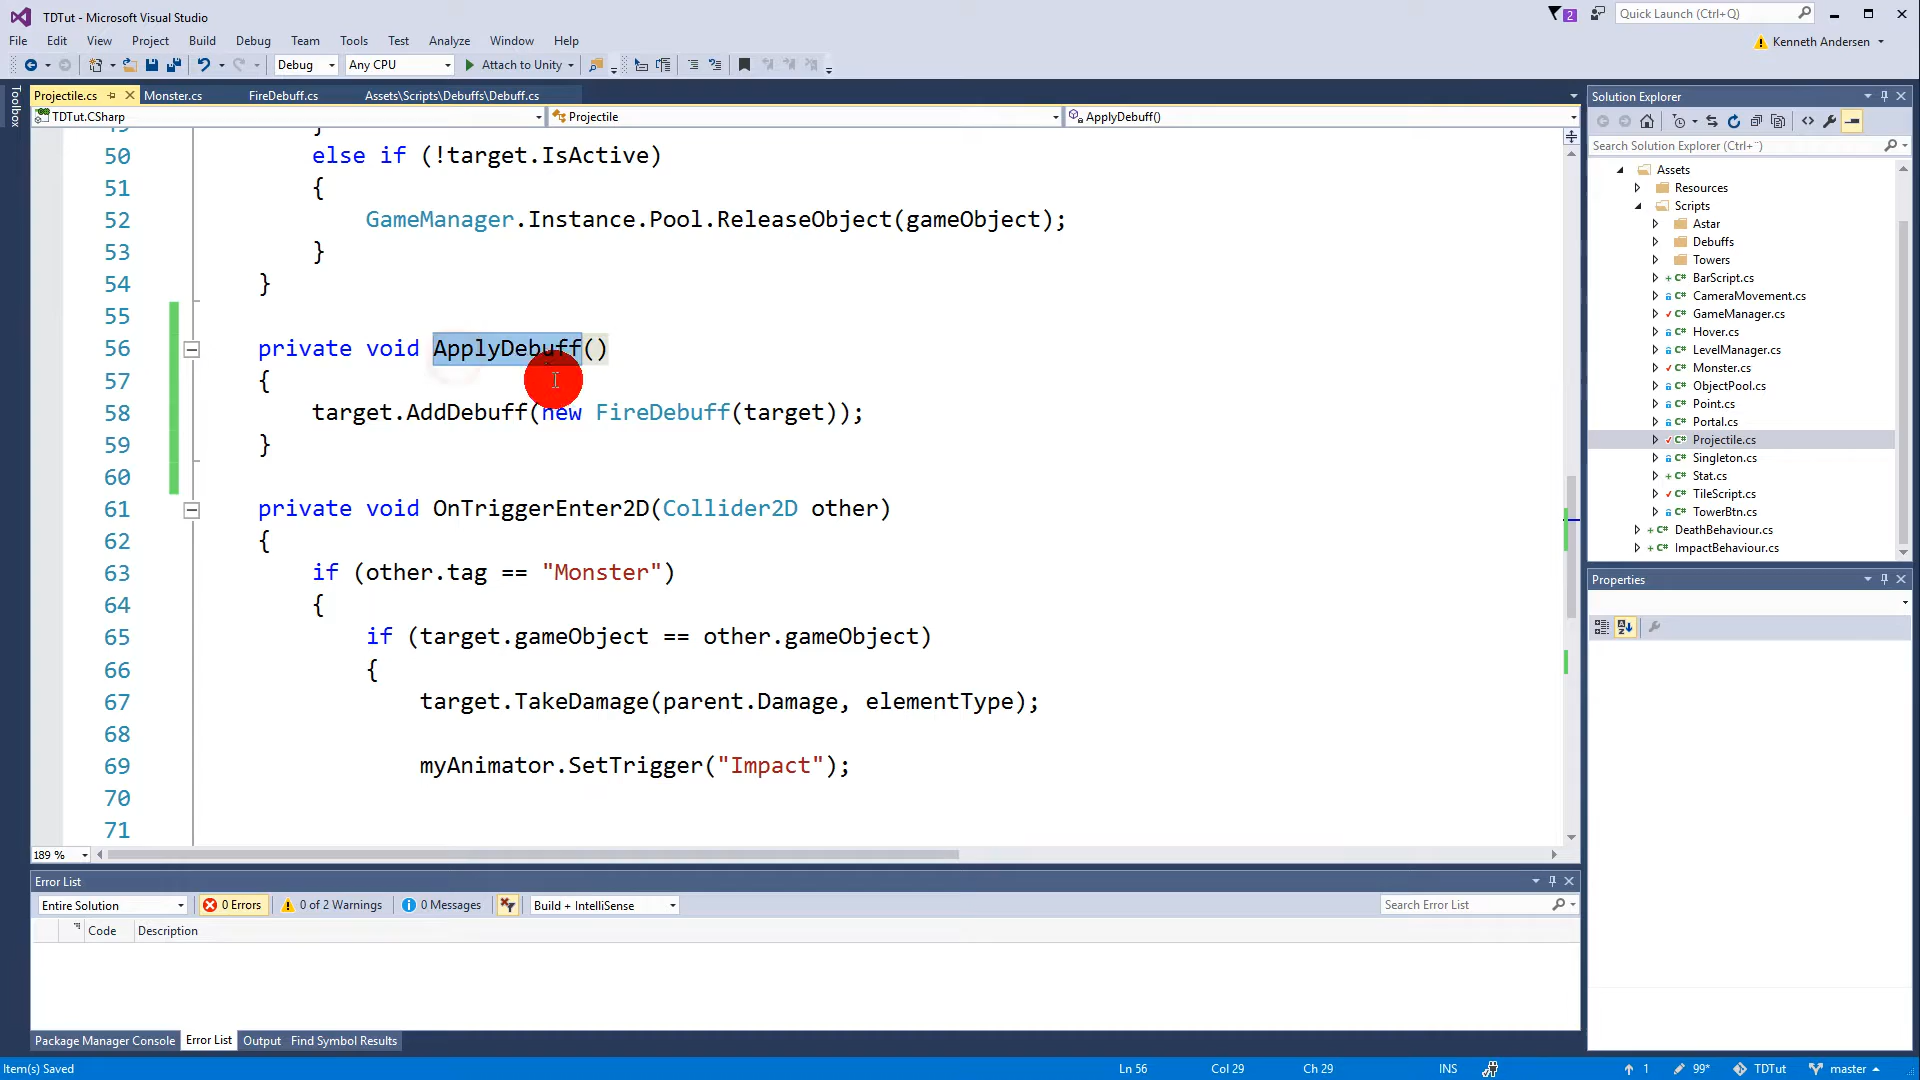 TDTut - Microsoft Visual Studio
2
Quick Launch (Ctrl+Q)
File Edit View Project Build Debug Team Tools Test Analyze Window Help
Kenneth Andersen
Debug Any CPU Attach to Unity
Toolbox
Projectile.cs Monster.cs FireDebuff.cs Assets\Scripts\Debuffs\Debuff.cs
TDTut.CSharp Projectile ApplyDebuff()
50 else if (!target.IsActive)
51 {
52 GameManager.Instance.Pool.ReleaseObject(gameObject);
53 }
54 }
55
56 private void ApplyDebuff()
57 {
58 target.AddDebuff(new FireDebuff(target));
59 }
60
61 private void OnTriggerEnter2D(Collider2D other)
62 {
63 if (other.tag == "Monster")
64 {
65 if (target.gameObject == other.gameObject)
66 {
67 target.TakeDamage(parent.Damage, elementType);
68
69 myAnimator.SetTrigger("Impact");
70
71
189 %
Solution Explorer
Search Solution Explorer (Ctrl+¨)
Assets
Resources
Scripts
Astar
Debuffs
Towers
C# BarScript.cs
C# CameraMovement.cs
C# GameManager.cs
C# Hover.cs
C# LevelManager.cs
C# Monster.cs
C# ObjectPool.cs
C# Point.cs
C# Portal.cs
C# Projectile.cs
C# Singleton.cs
C# Stat.cs
C# TileScript.cs
C# TowerBtn.cs
C# DeathBehaviour.cs
C# ImpactBehaviour.cs
Properties
Error List
Entire Solution 0 Errors 0 of 2 Warnings 0 Messages Build + IntelliSense Search Error List
Code Description
Package Manager Console Error List Output Find Symbol Results
Item(s) Saved Ln 56 Col 29 Ch 29 INS 1 99* TDTut master